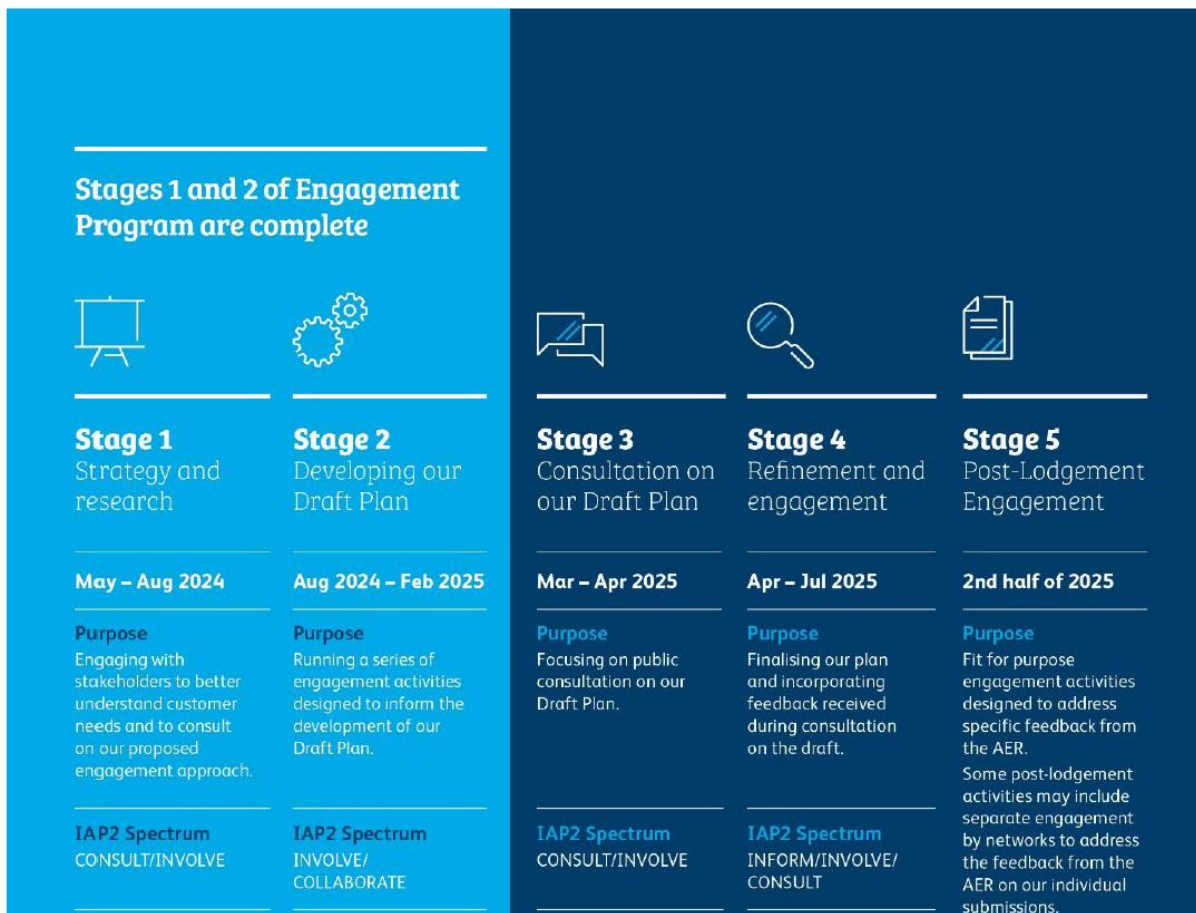 Stages 1 and 2 of Engagement
Program are complete
Stage 1
Strategy and
research
May – Aug 2024
Purpose
Engaging with
stakeholders to better
understand customer
needs and to consult
on our proposed
engagement approach.
IAP2 Spectrum
CONSULT/INVOLVE
Stage 2
Developing our
Draft Plan
Aug 2024 – Feb 2025
Purpose
Running a series of
engagement activities
designed to inform the
development of our
Draft Plan.
IAP2 Spectrum
INVOLVE/
COLLABORATE
Stage 3
Consultation on
our Draft Plan
Mar – Apr 2025
Purpose
Focusing on public
consultation on our
Draft Plan.
IAP2 Spectrum
CONSULT/INVOLVE
Stage 4
Refinement and
engagement
Apr – Jul 2025
Purpose
Finalising our plan
and incorporating
feedback received
during consultation
on the draft.
IAP2 Spectrum
INFORM/INVOLVE/
CONSULT
Stage 5
Post-Lodgement
Engagement
2nd half of 2025
Purpose
Fit for purpose
engagement activities
designed to address
specific feedback from
the AER.
Some post-lodgement
activities may include
separate engagement
by networks to address
the feedback from the
AER on our individual
submissions.